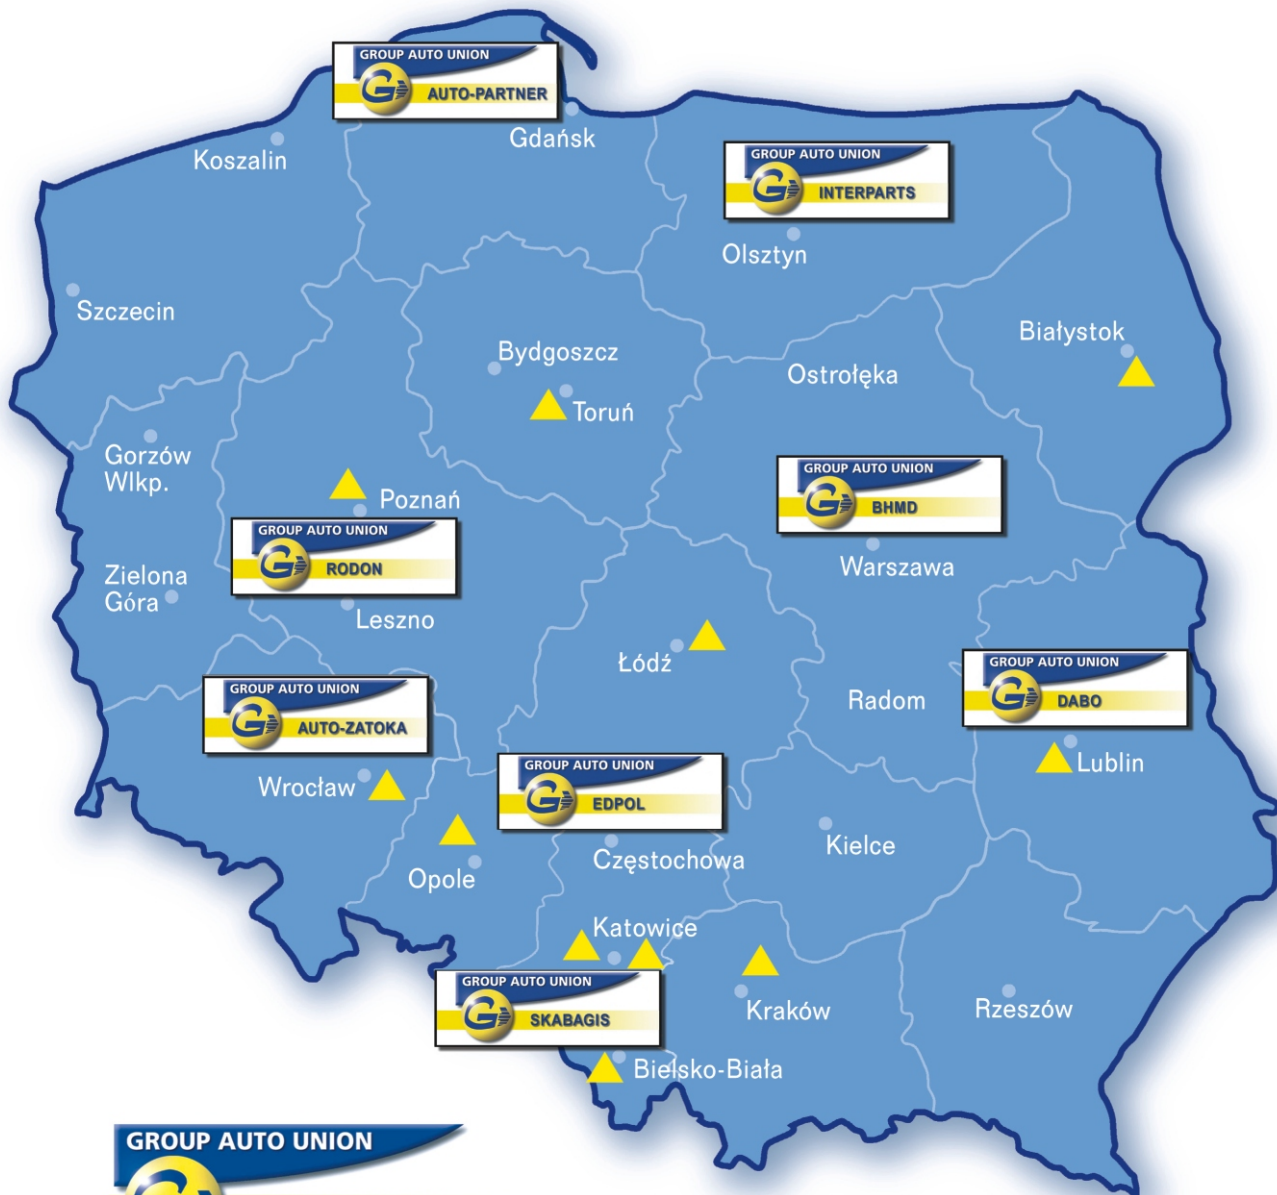 GROUP AUTO UNION
AUTO-PARTNER
Gdańsk
Koszalin
GROUP AUTO UNION
INTERPARTS
Olsztyn
Szczecin
Białystok
Bydgoszcz
Ostrołęka
Toruń
Gorzów
Wlkp.
GROUP AUTO UNION
BHMD
Poznań
GROUP AUTO UNION
RODON
Warszawa
Zielona
Góra
Leszno
Łódź
GROUP AUTO UNION
DABO
GROUP AUTO UNION
AUTO-ZATOKA
Radom
Lublin
GROUP AUTO UNION
EDPOL
Wrocław
Kielce
Częstochowa
Opole
Katowice
GROUP AUTO UNION
SKABAGIS
Kraków
Rzeszów
Bielsko-Biała
GROUP AUTO UNION